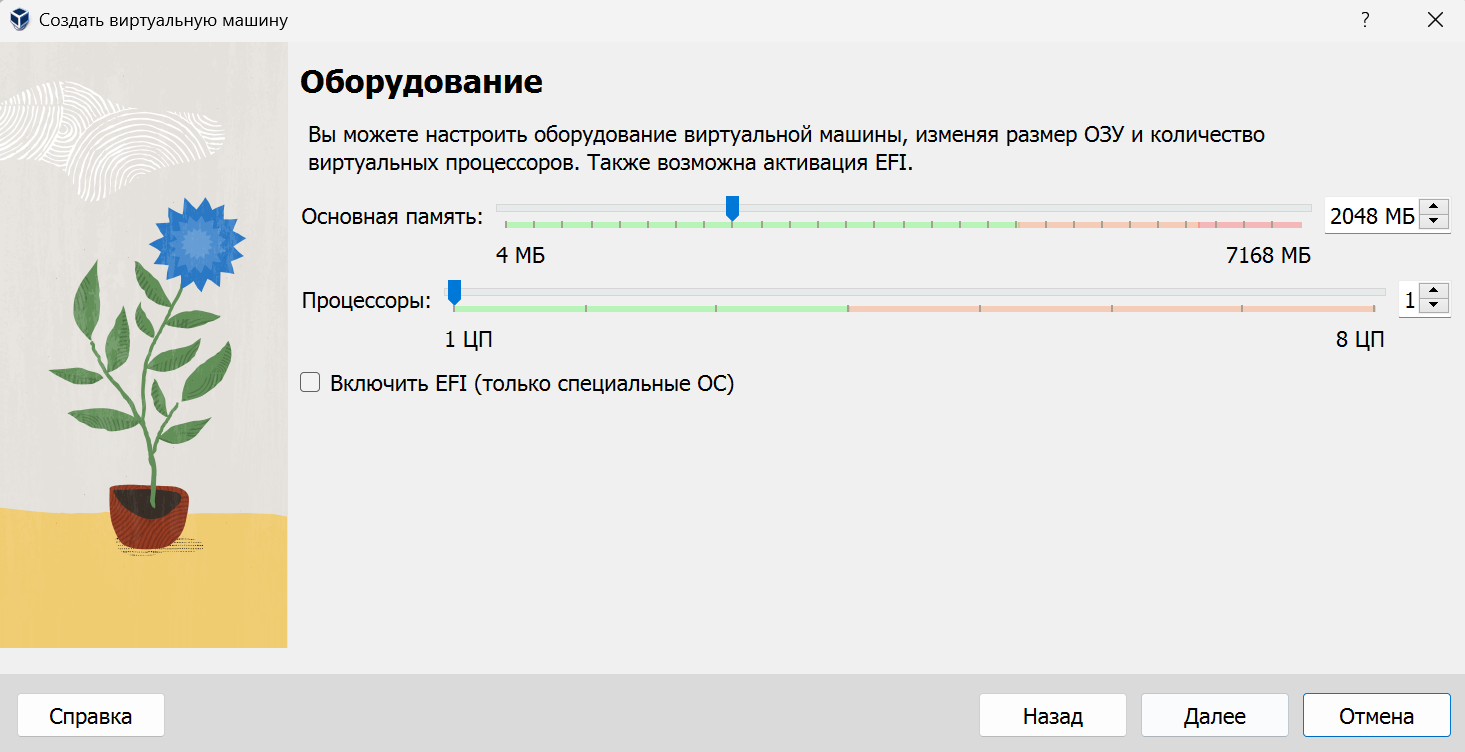 Создать виртуальную машину
?
Оборудование
Вы можете настроить оборудование виртуальной машины, изменяя размер ОЗУ и количество
виртуальных процессоров. Также возможна активация EFI.
Основная память:
2048 МБ
4 МБ
7168 МБ
Процессоры:
1
1 ЦП
8 ЦП
Включить EFI (только специальные ОС)
Справка
Назад
Далее
Отмена